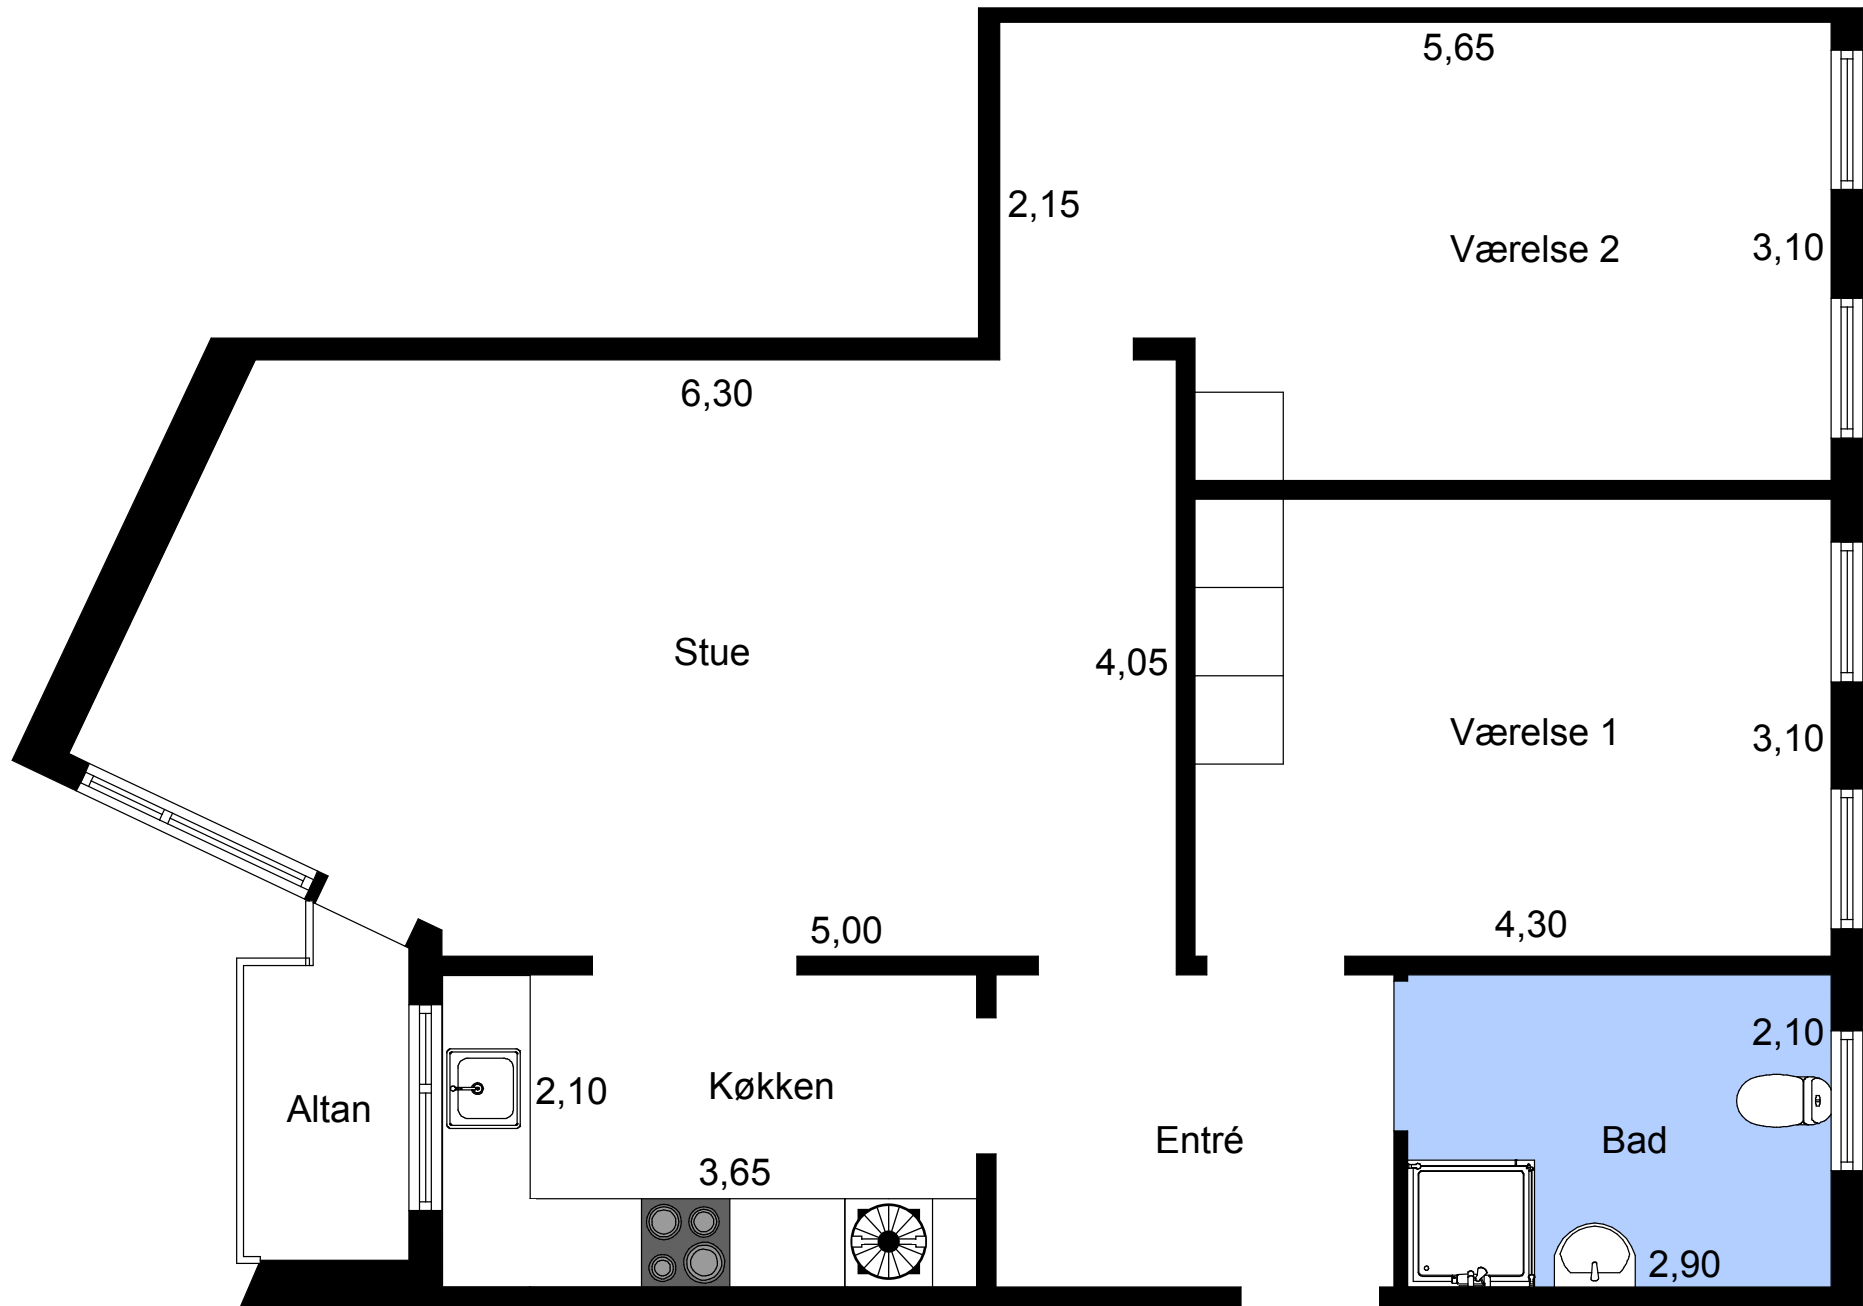 5,65
2,15
Værelse 2
3,10
6,30
Stue
4,05
Værelse 1
3,10
5,00
4,30
2,10
Køkken
2,10
Altan
Entré
Bad
3,65
2,90